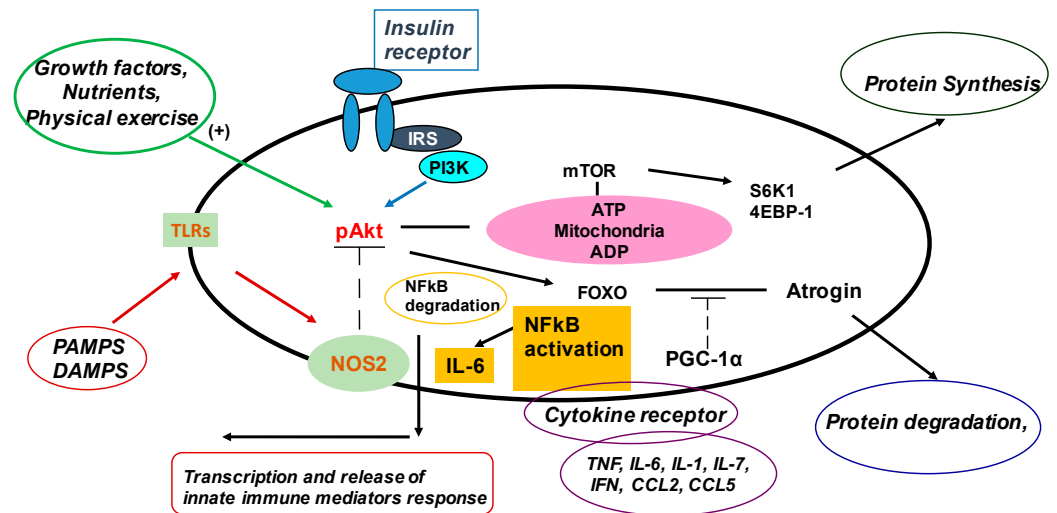 Insulin
receptor
Growth factors,
Nutrients,
Physical exercise
(+)
IRS
PI3K
Protein Synthesis
mTOR
S6K1
4EBP-1
TLRs
pAkt
ATP
Mitochondria
ADP
NFkB
degradation
FOXO
Atrogin
PAMPS
DAMPS
NOS2
IL-6
NFkB
activation
PGC-1α
Cytokine receptor
Protein degradation,
Transcription and release of
innate immune mediators response
TNF, IL-6, IL-1, IL-7,
IFN, CCL2, CCL5